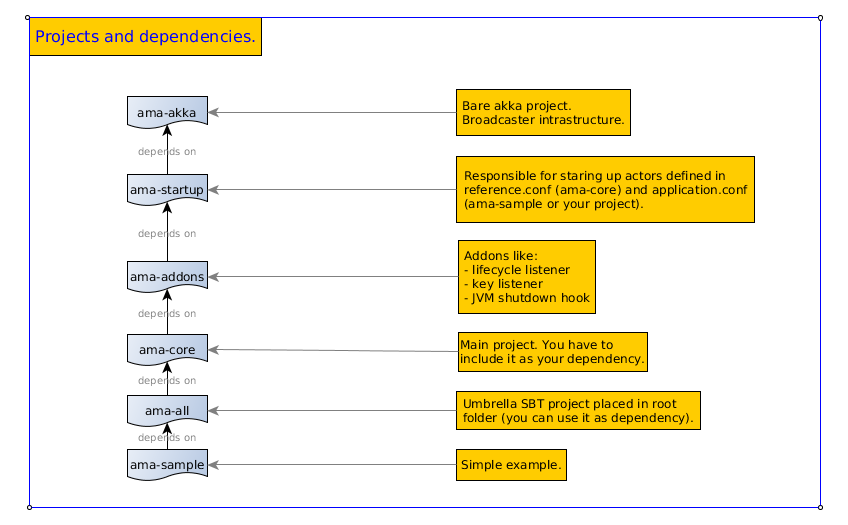 Projects and dependencies.
ama-akka
Bare akka project.
Broadcaster intrastructure.
depends on
ama-startup
Responsible for staring up actors defined in
reference.conf (ama-core) and application.conf
(ama-sample or your project).
depends on
ama-addons
Addons like:
- lifecycle listener
- key listener
- JVM shutdown hook
depends on
ama-core
Main project. You have to
include it as your dependency.
depends on
ama-all
Umbrella SBT project placed in root
folder (you can use it as dependency).
depends on
ama-sample
Simple example.